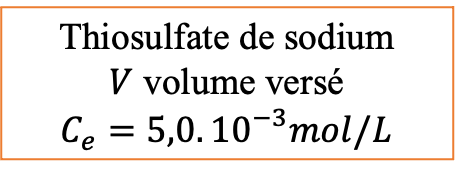 Thiosulfate de sodium
V volume versé
Cₑ = 5,0. 10⁻³mol/L